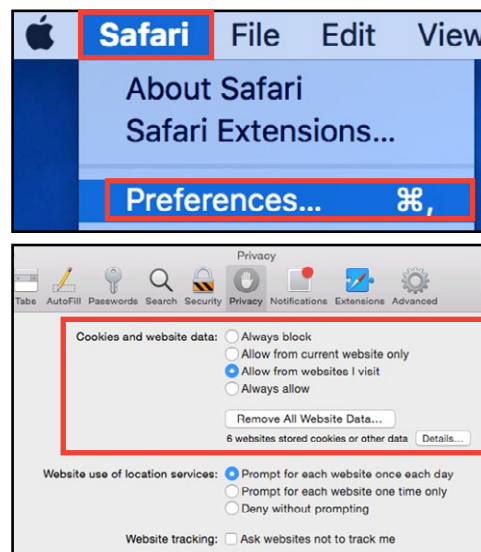 Safari File Edit View
About Safari
Safari Extensions...
Preferences... ⌘,
Privacy
Tabs AutoFill Passwords Search Security Privacy Notifications Extensions Advanced
Cookies and website data: Always block
Allow from current website only
Allow from websites I visit
Always allow
Remove All Website Data...
6 websites stored cookies or other data Details...
Website use of location services: Prompt for each website once each day
Prompt for each website one time only
Deny without prompting
Website tracking: Ask websites not to track me